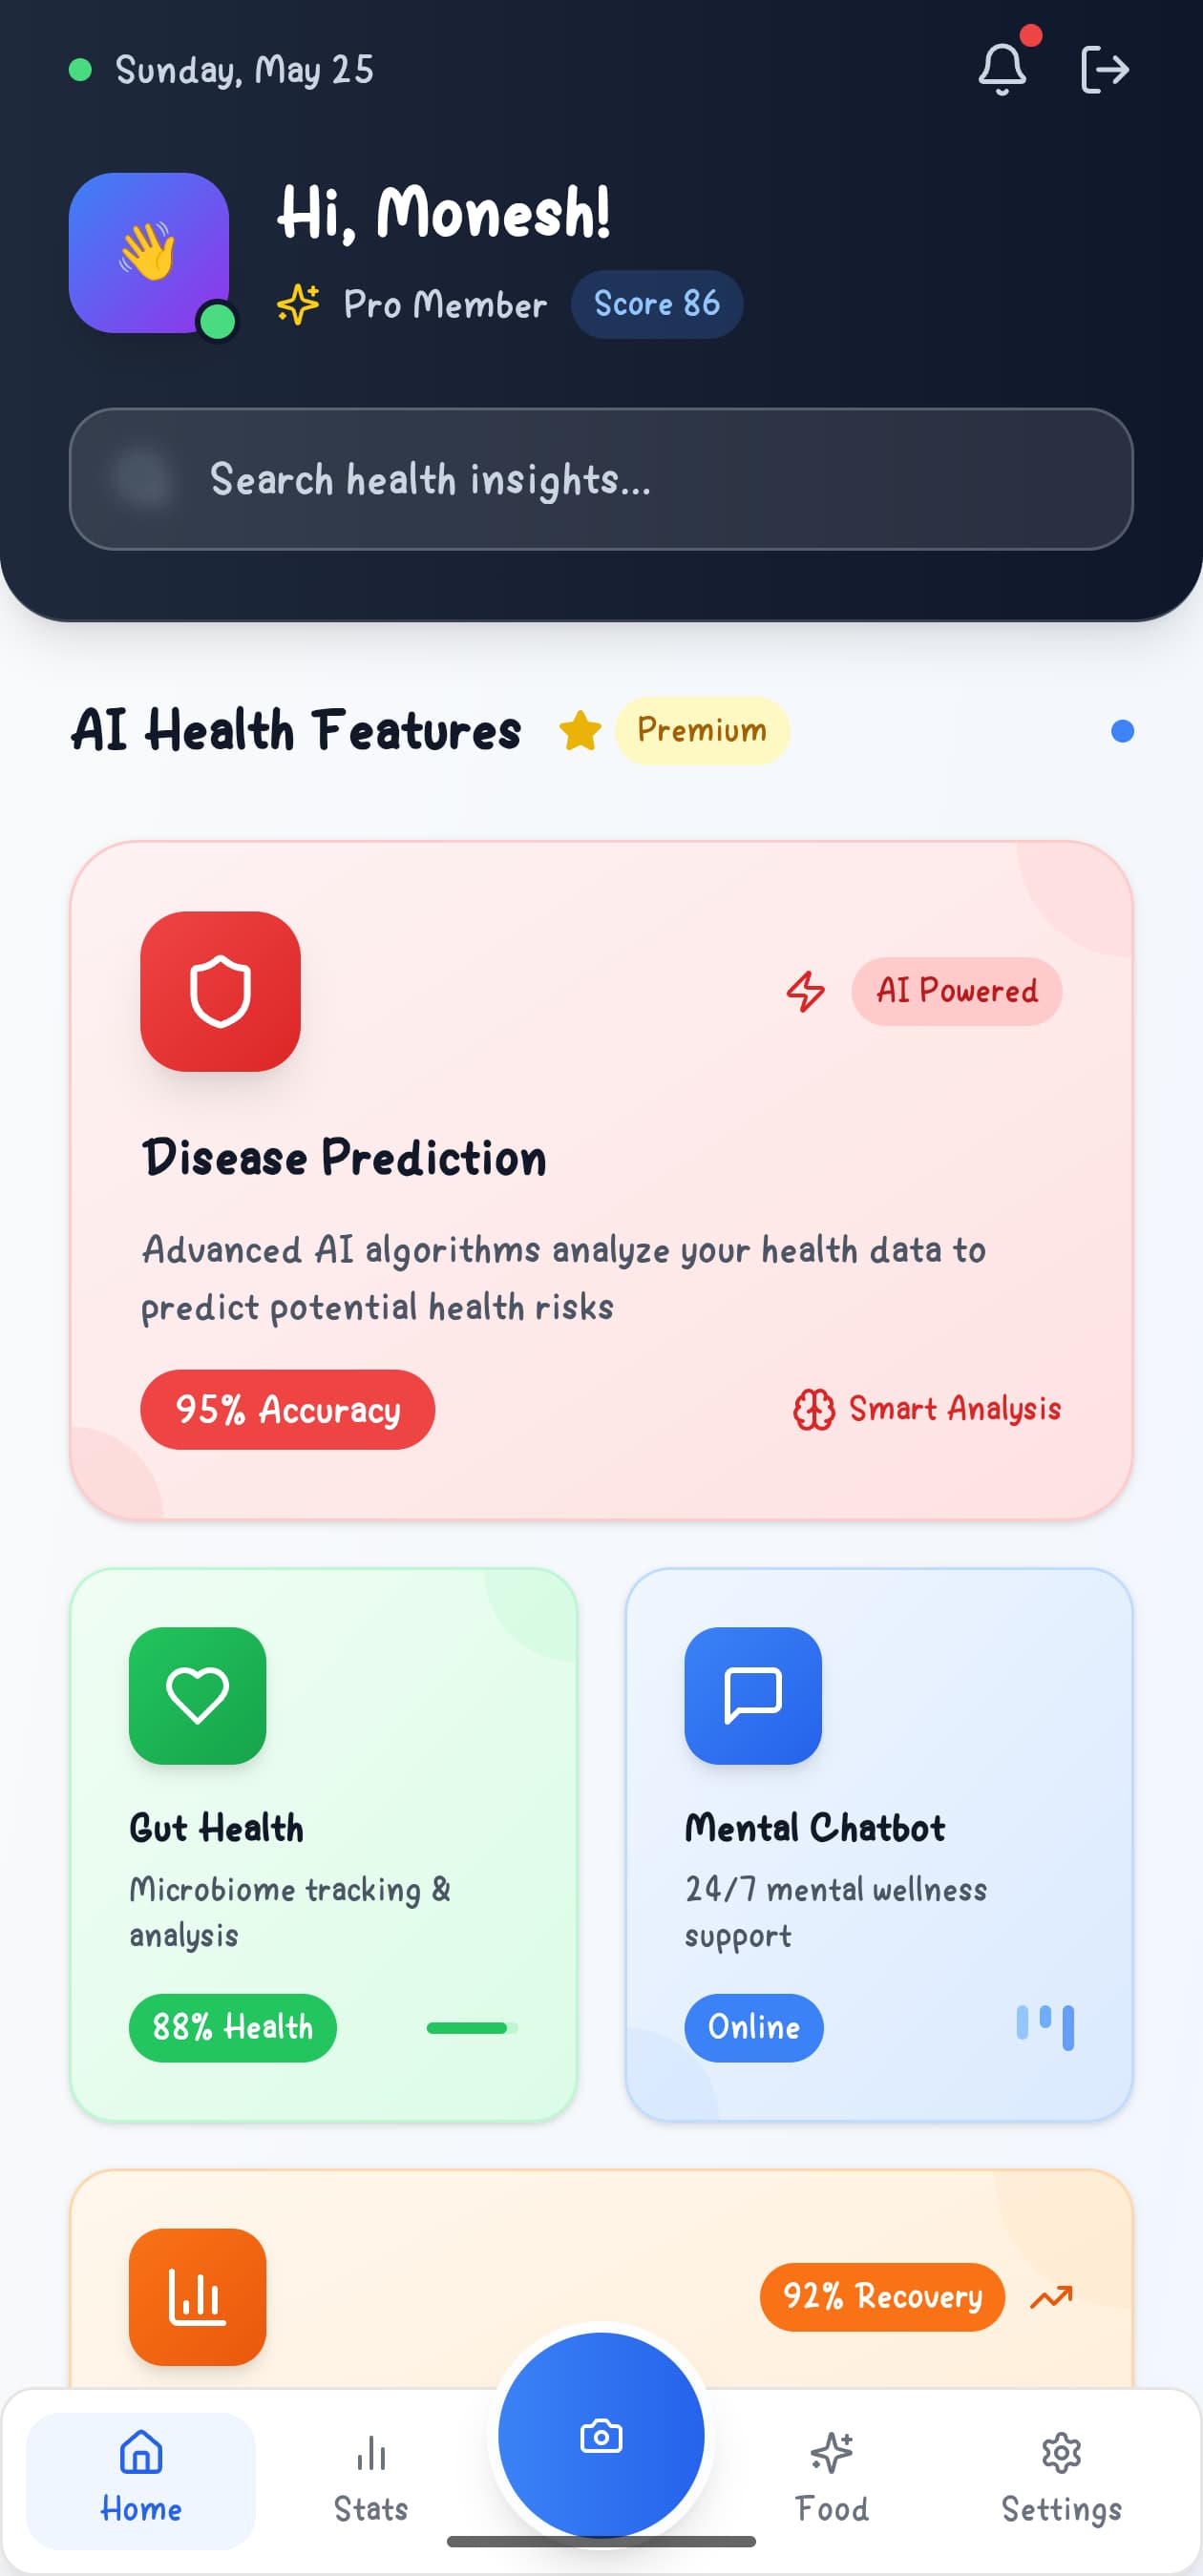 Sunday, May 25
Hi, Monesh!
Pro Member
Score 86
Search health insights...
AI Health Features
Premium
AI Powered
Disease Prediction
Advanced AI algorithms analyze your health data to
predict potential health risks
95% Accuracy
Smart Analysis
Gut Health
Microbiome tracking &
analysis
88% Health
Mental Chatbot
24/7 mental wellness
support
Online
92% Recovery
Home
Stats
Food
Settings